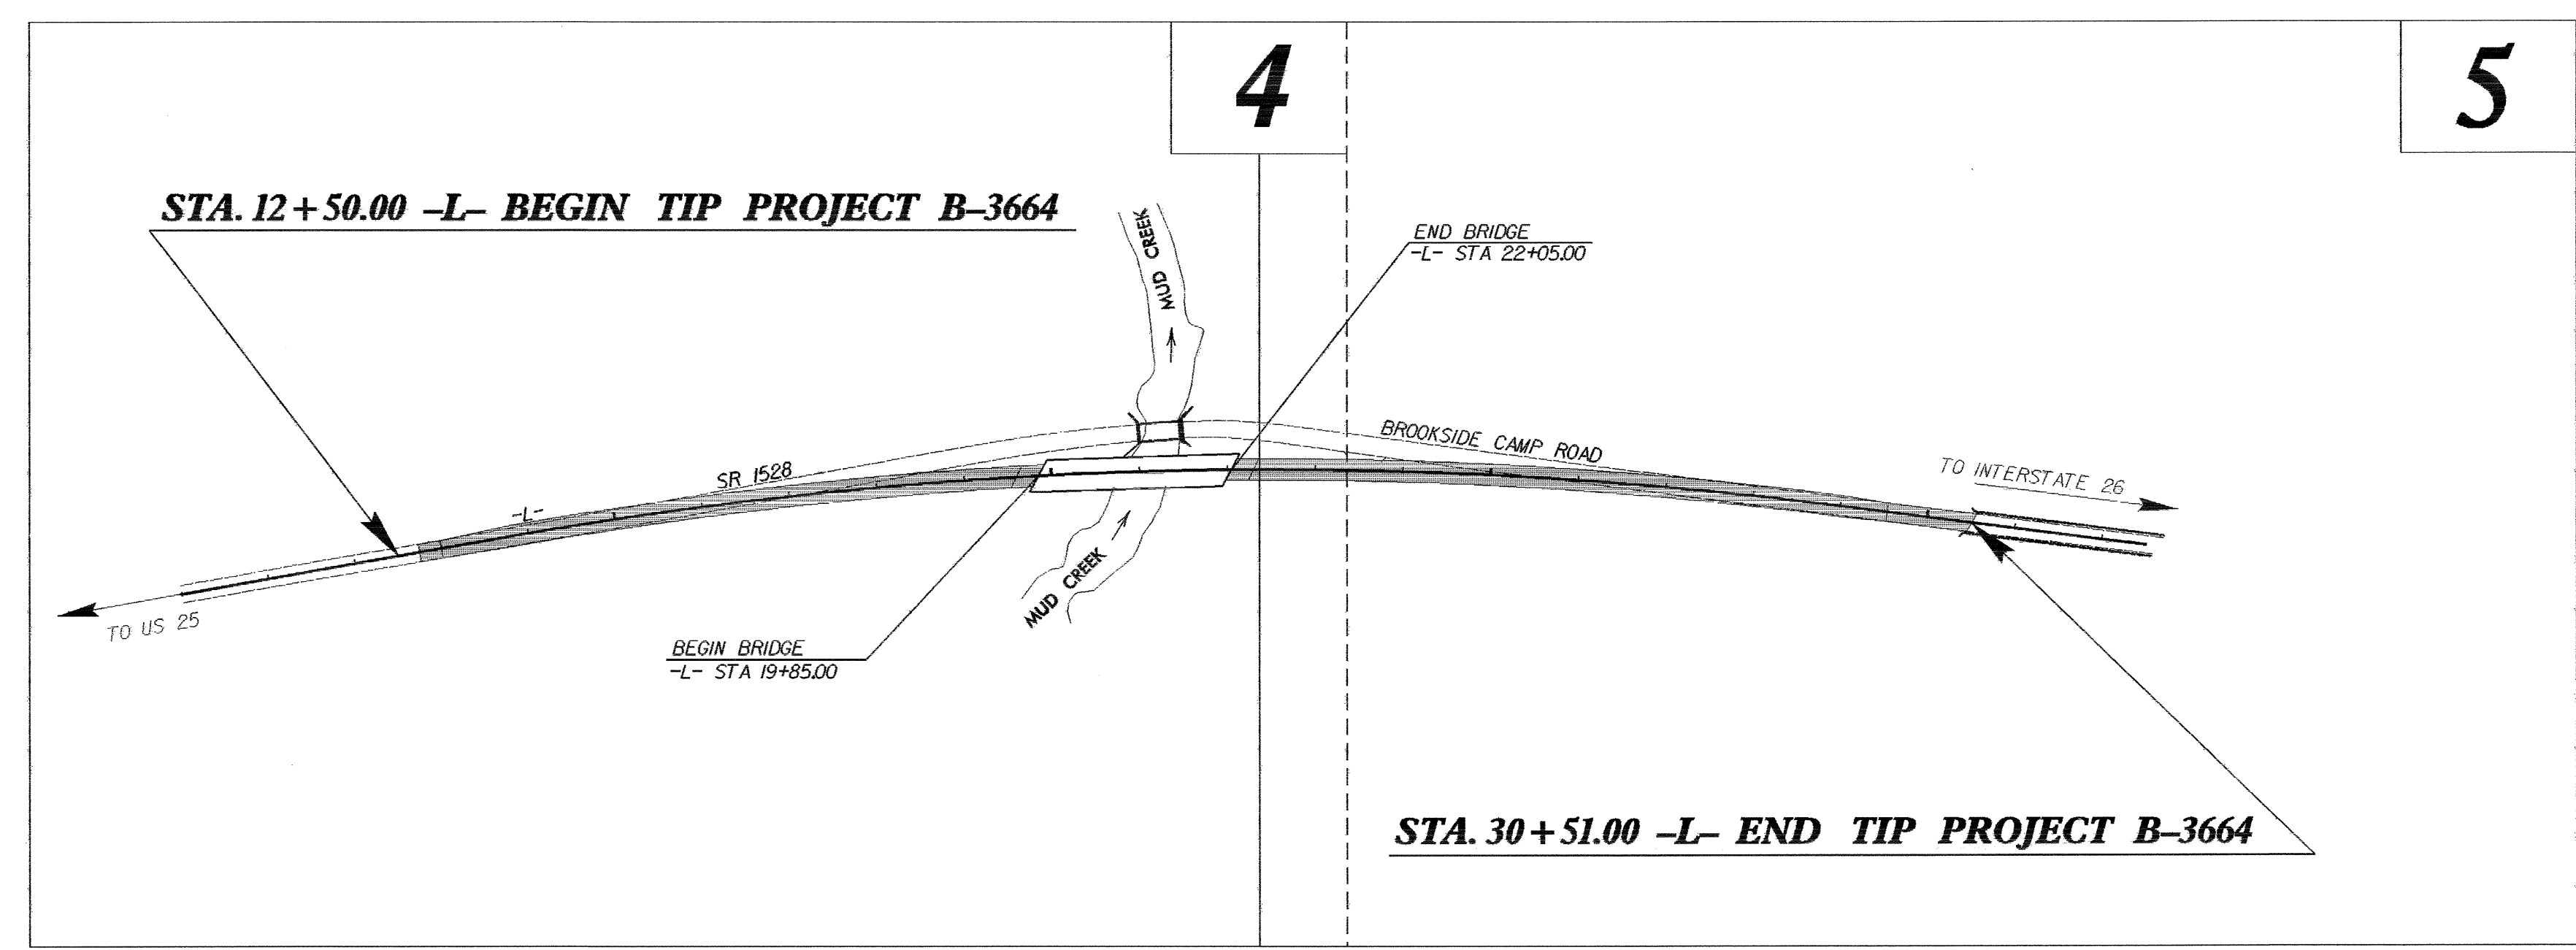 4
5
STA. 12+50.00 –L– BEGIN TIP PROJECT B–3664
MUD CREEK
END BRIDGE
-L- STA 22+05.00
BROOKSIDE CAMP ROAD
SR 1528
TO INTERSTATE 26
-L-
MUD CREEK
TO US 25
BEGIN BRIDGE
-L- STA 19+85.00
STA. 30+51.00 –L– END TIP PROJECT B–3664